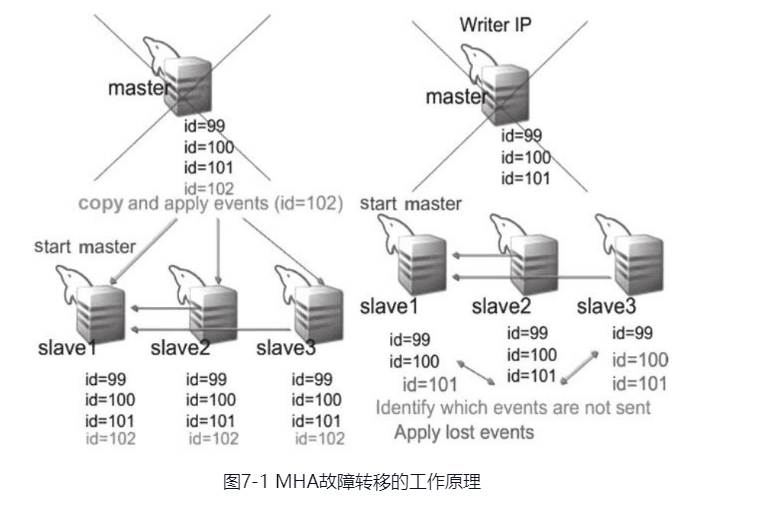 master
id=99
id=100
id=101
id=102
copy and apply events (id=102)
start master
slave1
slave2
slave3
id=99
id=100
id=101
id=102
id=99
id=100
id=101
id=102
id=99
id=100
id=101
id=102
Writer IP
master
id=99
id=100
id=101
start master
slave1
slave2
slave3
id=99
id=100
id=101
id=99
id=100
id=101
id=99
id=100
id=101
Identify which events are not sent
Apply lost events
图7-1 MHA故障转移的工作原理